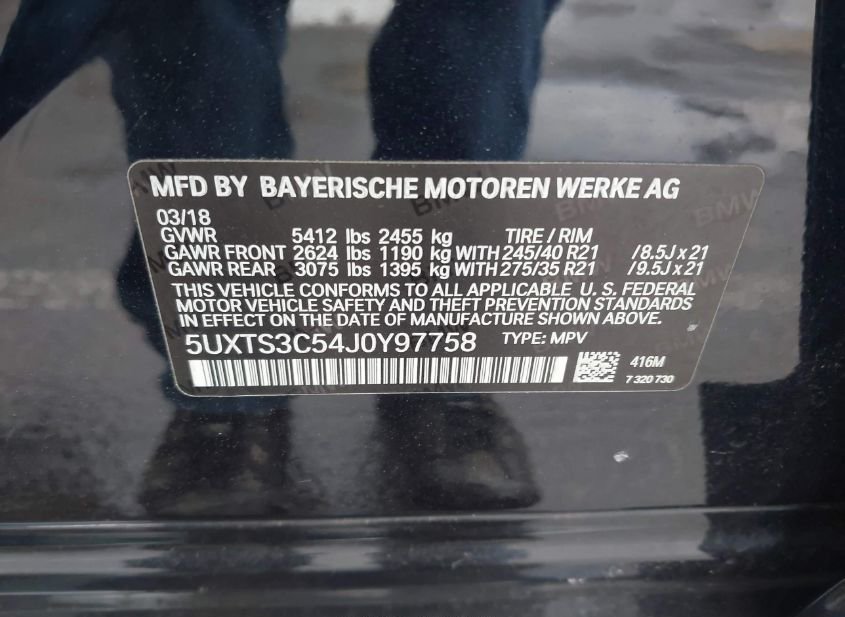 MFD BY BAYERISCHE MOTOREN WERKE AG
03/18
GVWR 5412 lbs 2455 kg TIRE / RIM
GAWR FRONT 2624 lbs 1190 kg WITH 245/40 R21 /8.5J x 21
GAWR REAR 3075 lbs 1395 kg WITH 275/35 R21 /9.5J x 21
THIS VEHICLE CONFORMS TO ALL APPLICABLE U. S. FEDERAL
MOTOR VEHICLE SAFETY AND THEFT PREVENTION STANDARDS
IN EFFECT ON THE DATE OF MANUFACTURE SHOWN ABOVE.
5UXTS3C54J0Y97758 TYPE: MPV
416M
7 320 730